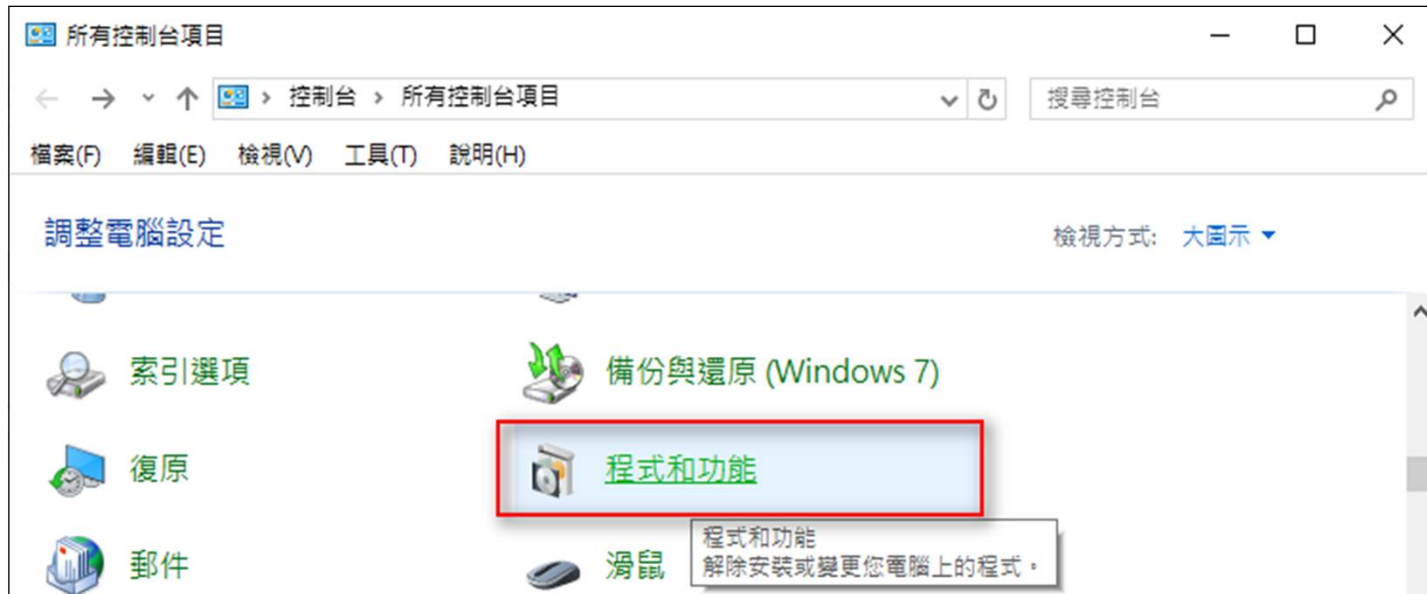 所有控制台項目
控制台 › 所有控制台項目
搜尋控制台
檔案(F) 編輯(E) 檢視(V) 工具(T) 說明(H)
調整電腦設定
檢視方式: 大圖示
索引選項
備份與還原 (Windows 7)
復原
程式和功能
郵件
滑鼠
程式和功能
解除安裝或變更您電腦上的程式。